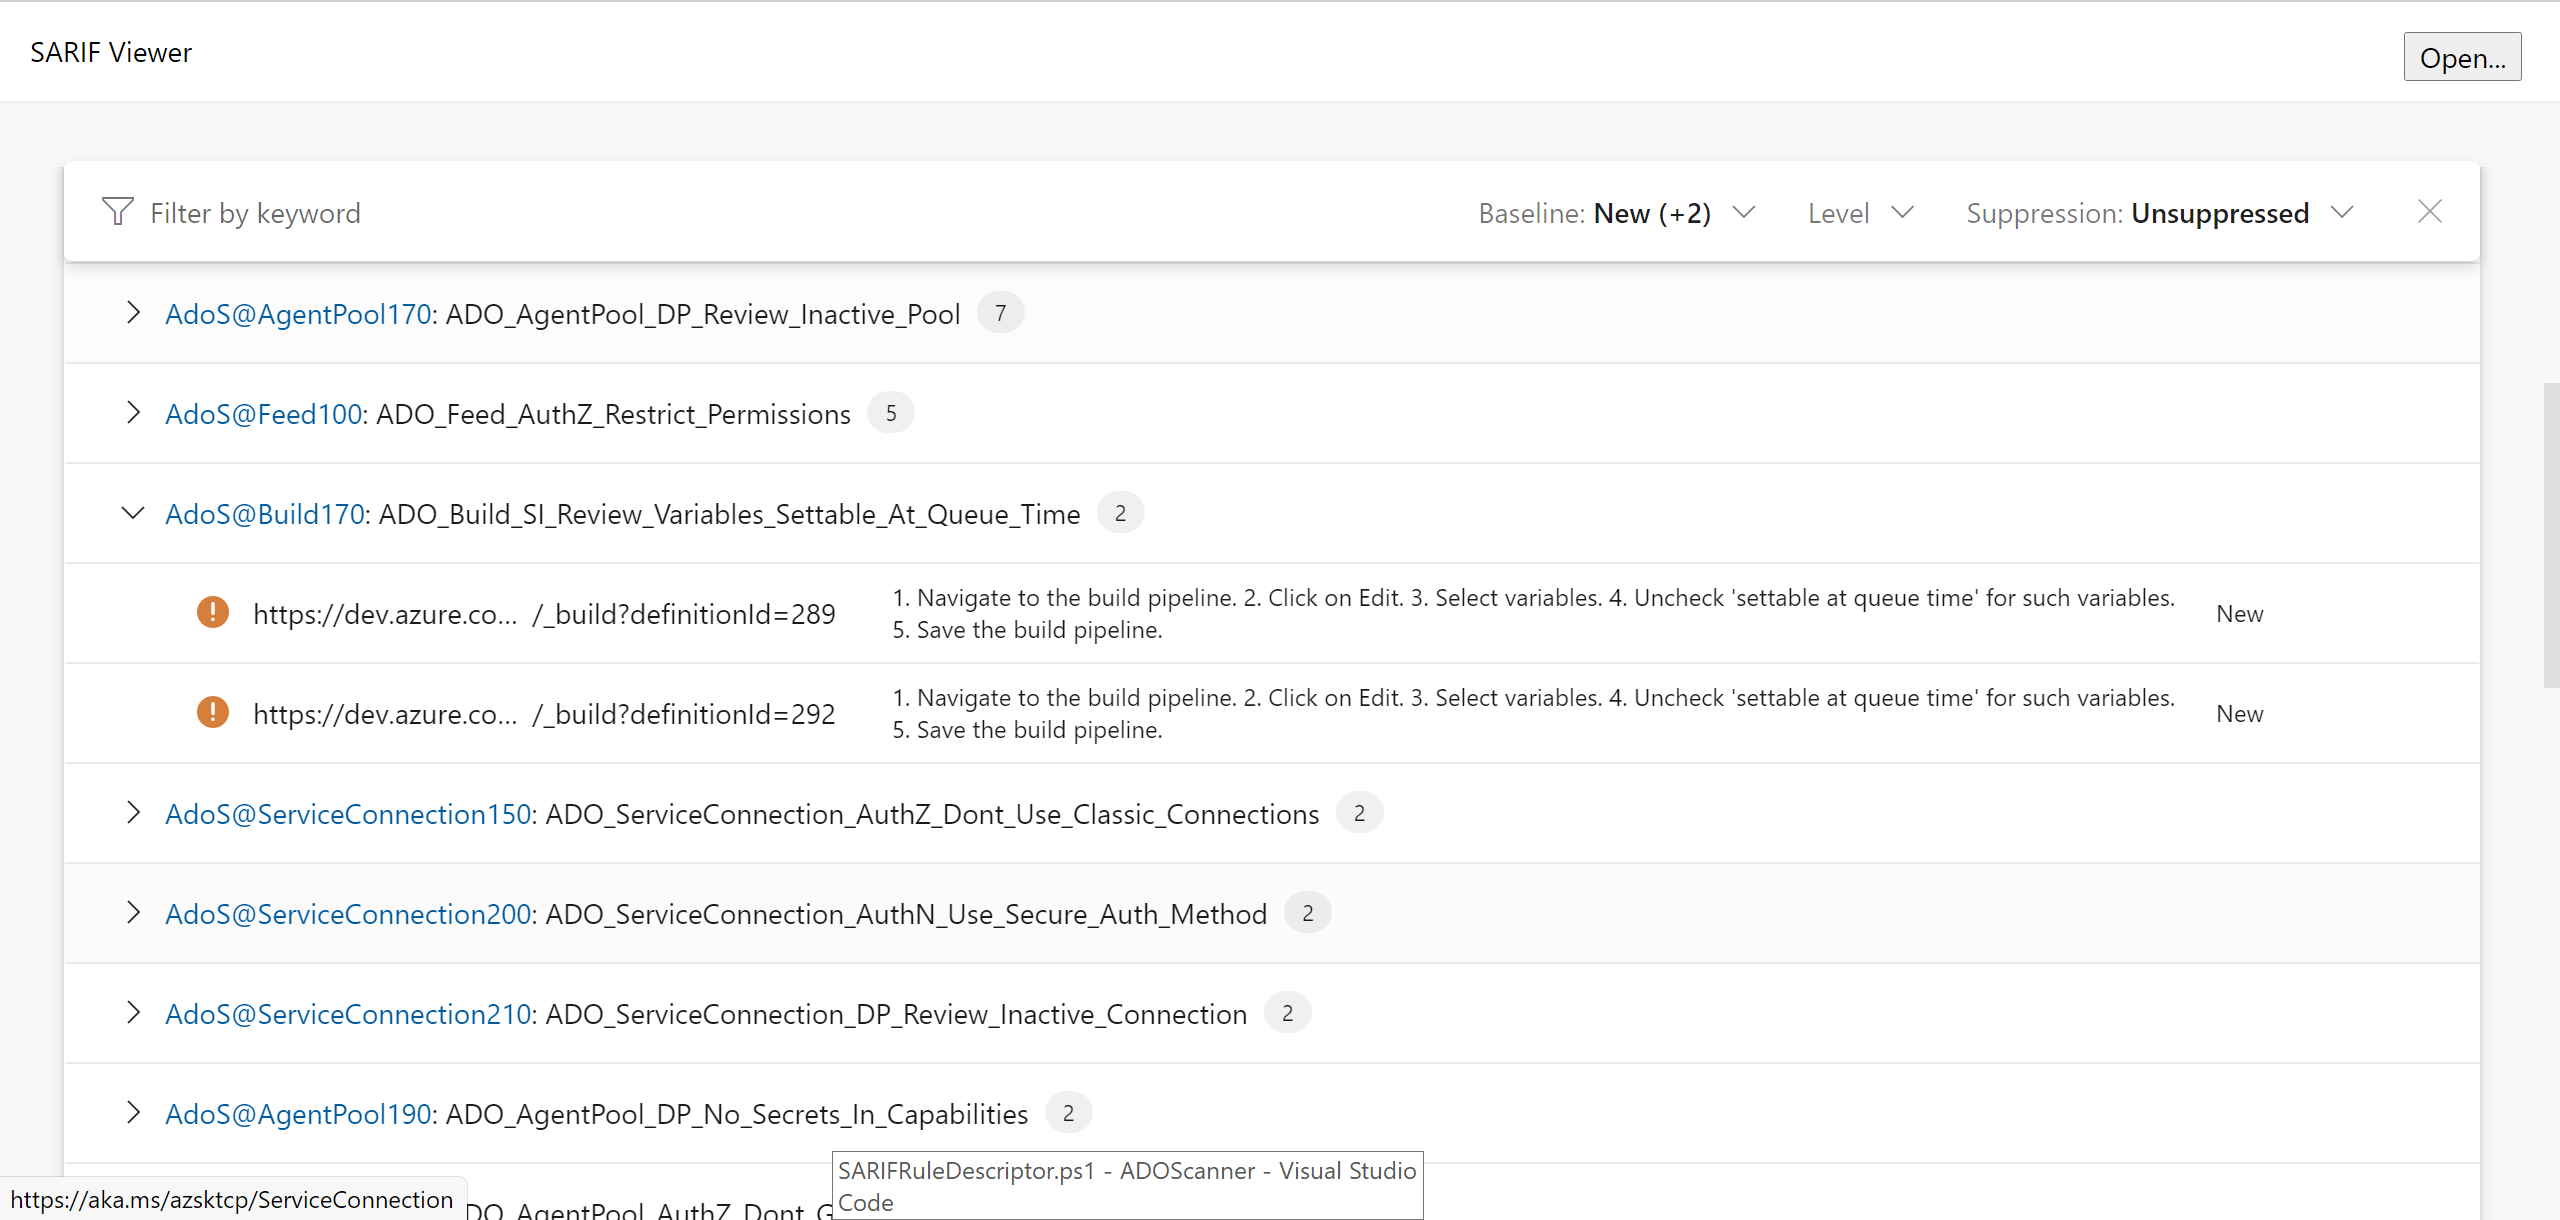 SARIF Viewer
Open...
Filter by keyword
Baseline: New (+2)
Level
Suppression: Unsuppressed
AdoS@AgentPool170: ADO_AgentPool_DP_Review_Inactive_Pool 7
AdoS@Feed100: ADO_Feed_AuthZ_Restrict_Permissions 5
AdoS@Build170: ADO_Build_SI_Review_Variables_Settable_At_Queue_Time 2
https://dev.azure.co... /_build?definitionId=289
1. Navigate to the build pipeline. 2. Click on Edit. 3. Select variables. 4. Uncheck 'settable at queue time' for such variables.
5. Save the build pipeline.
New
https://dev.azure.co... /_build?definitionId=292
1. Navigate to the build pipeline. 2. Click on Edit. 3. Select variables. 4. Uncheck 'settable at queue time' for such variables.
5. Save the build pipeline.
New
AdoS@ServiceConnection150: ADO_ServiceConnection_AuthZ_Dont_Use_Classic_Connections 2
AdoS@ServiceConnection200: ADO_ServiceConnection_AuthN_Use_Secure_Auth_Method 2
AdoS@ServiceConnection210: ADO_ServiceConnection_DP_Review_Inactive_Connection 2
AdoS@AgentPool190: ADO_AgentPool_DP_No_Secrets_In_Capabilities 2
SARIFRuleDescriptor.ps1 - ADOScanner - Visual Studio
Code
https://aka.ms/azsktcp/ServiceConnection
DO_AgentPool_AuthZ_Dont_G